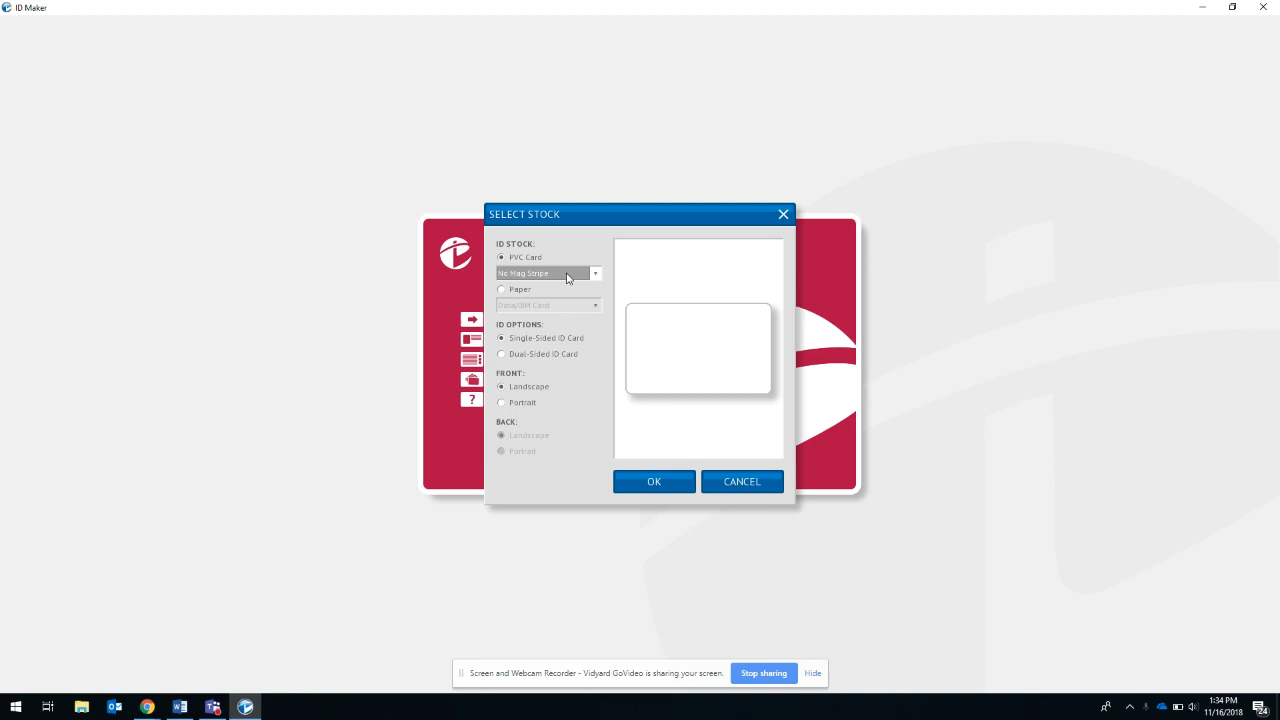 ID Maker
SELECT STOCK
ID STOCK:
PVC Card
No Mag Stripe
Paper
Data/IBM Card
ID OPTIONS:
Single-Sided ID Card
Dual-Sided ID Card
FRONT:
Landscape
Portrait
BACK:
Landscape
Portrait
OK
CANCEL
?
Screen and Webcam Recorder - Vidyard GoVideo is sharing your screen.
Stop sharing
Hide
1:34 PM
11/16/2018
24